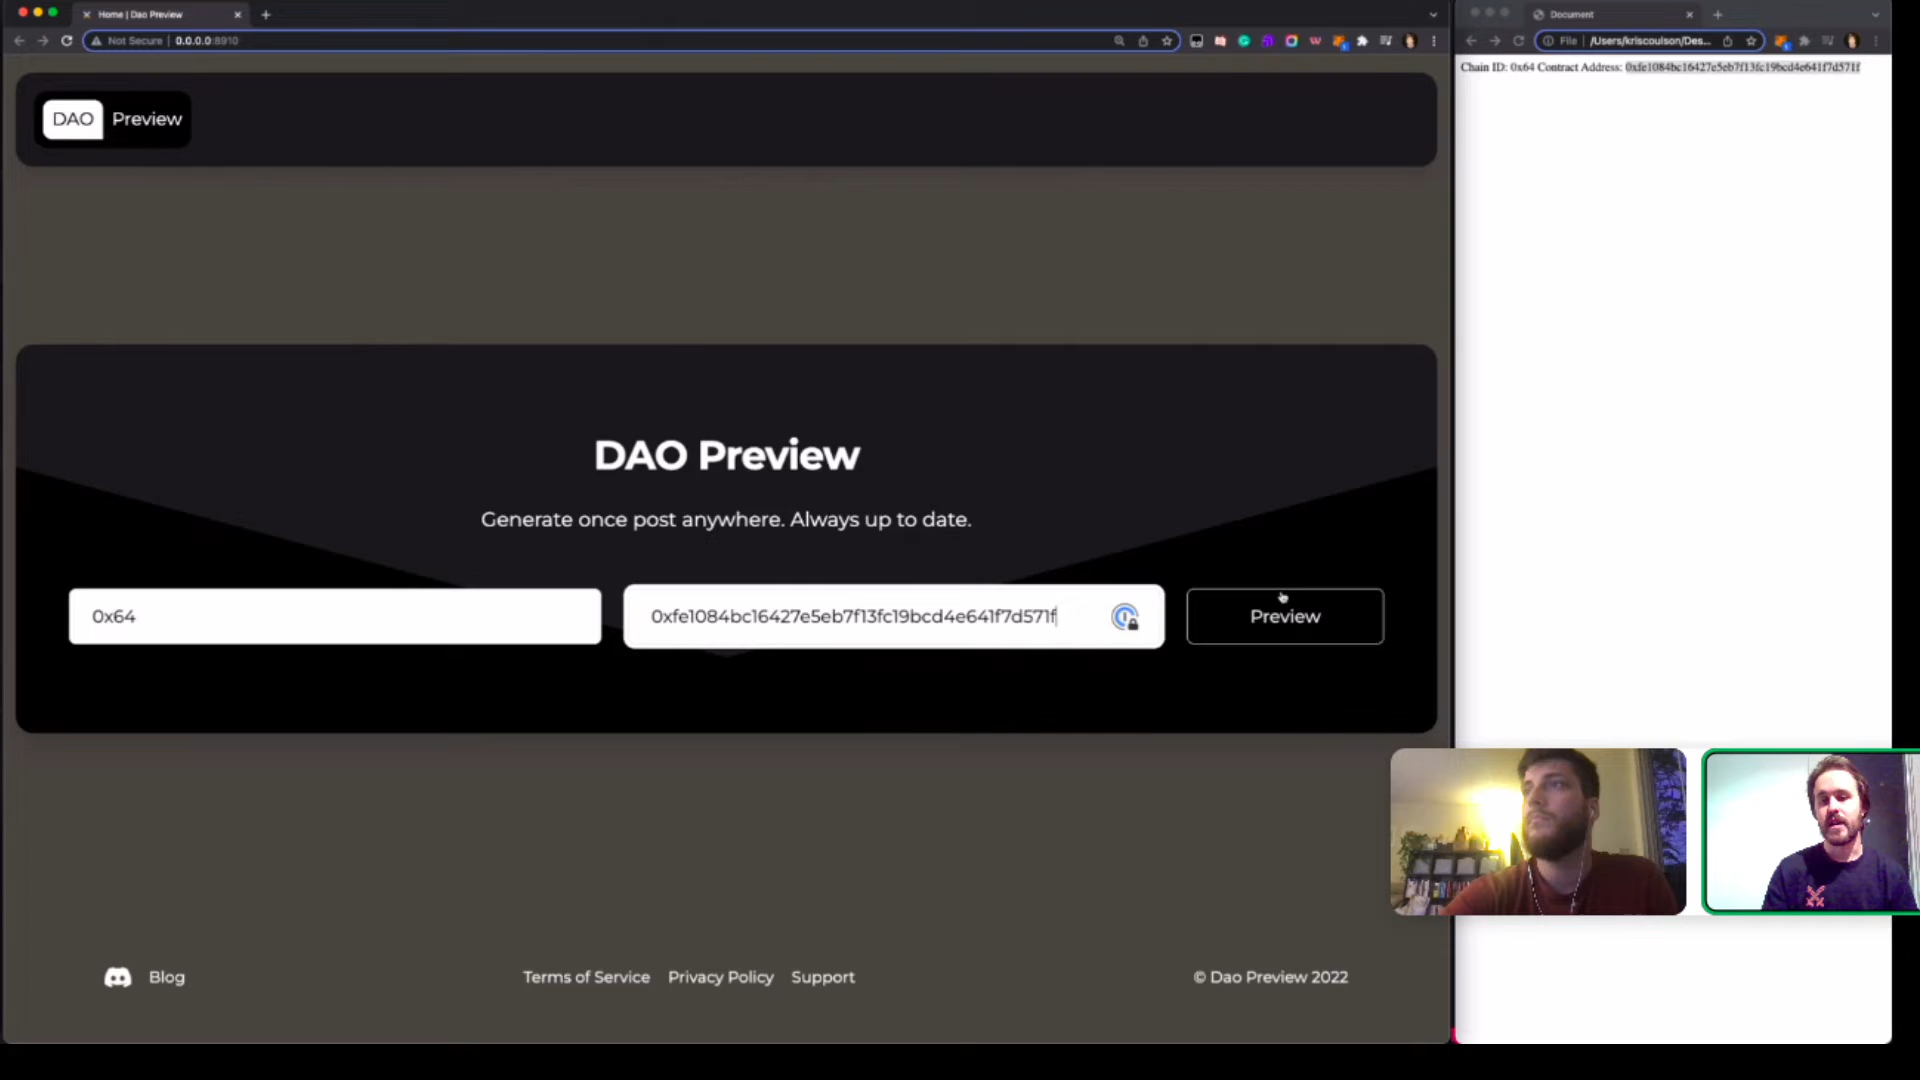 Home | Dao Preview
Not Secure | 0.0.0.0:8910
DAO Preview
DAO Preview
Generate once post anywhere. Always up to date.
0x64
0xfe1084bc16427e5eb7f13fc19bcd4e641f7d571f
Preview
Blog
Terms of Service Privacy Policy Support
© Dao Preview 2022
Document
File | /Users/kriscoulson/Des...
Chain ID: 0x64 Contract Address: 0xfe1084bc16427e5eb7f13fc19bcd4e641f7d571f